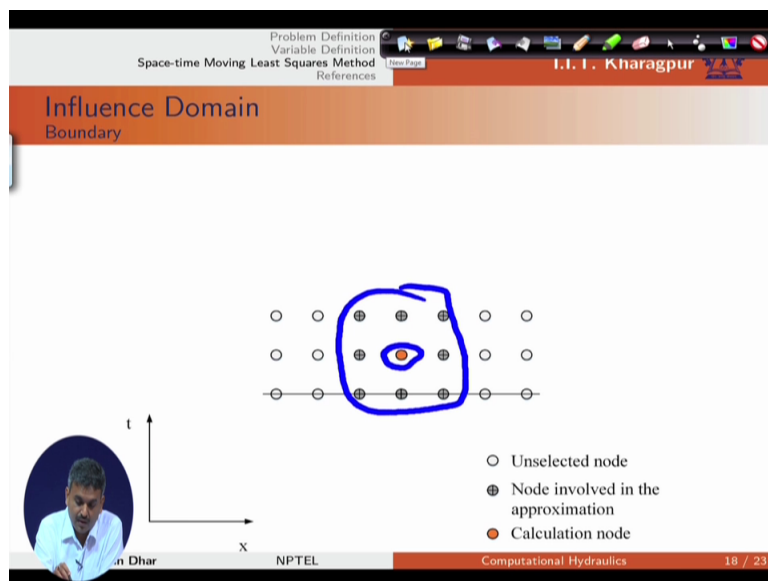 Problem Definition
Variable Definition
Space-time Moving Least Squares Method
References
New Page
I.I.T. Kharagpur
Influence Domain
Boundary
t
x
Unselected node
Node involved in the
approximation
Calculation node
n Dhar
NPTEL
Computational Hydraulics
18 / 23